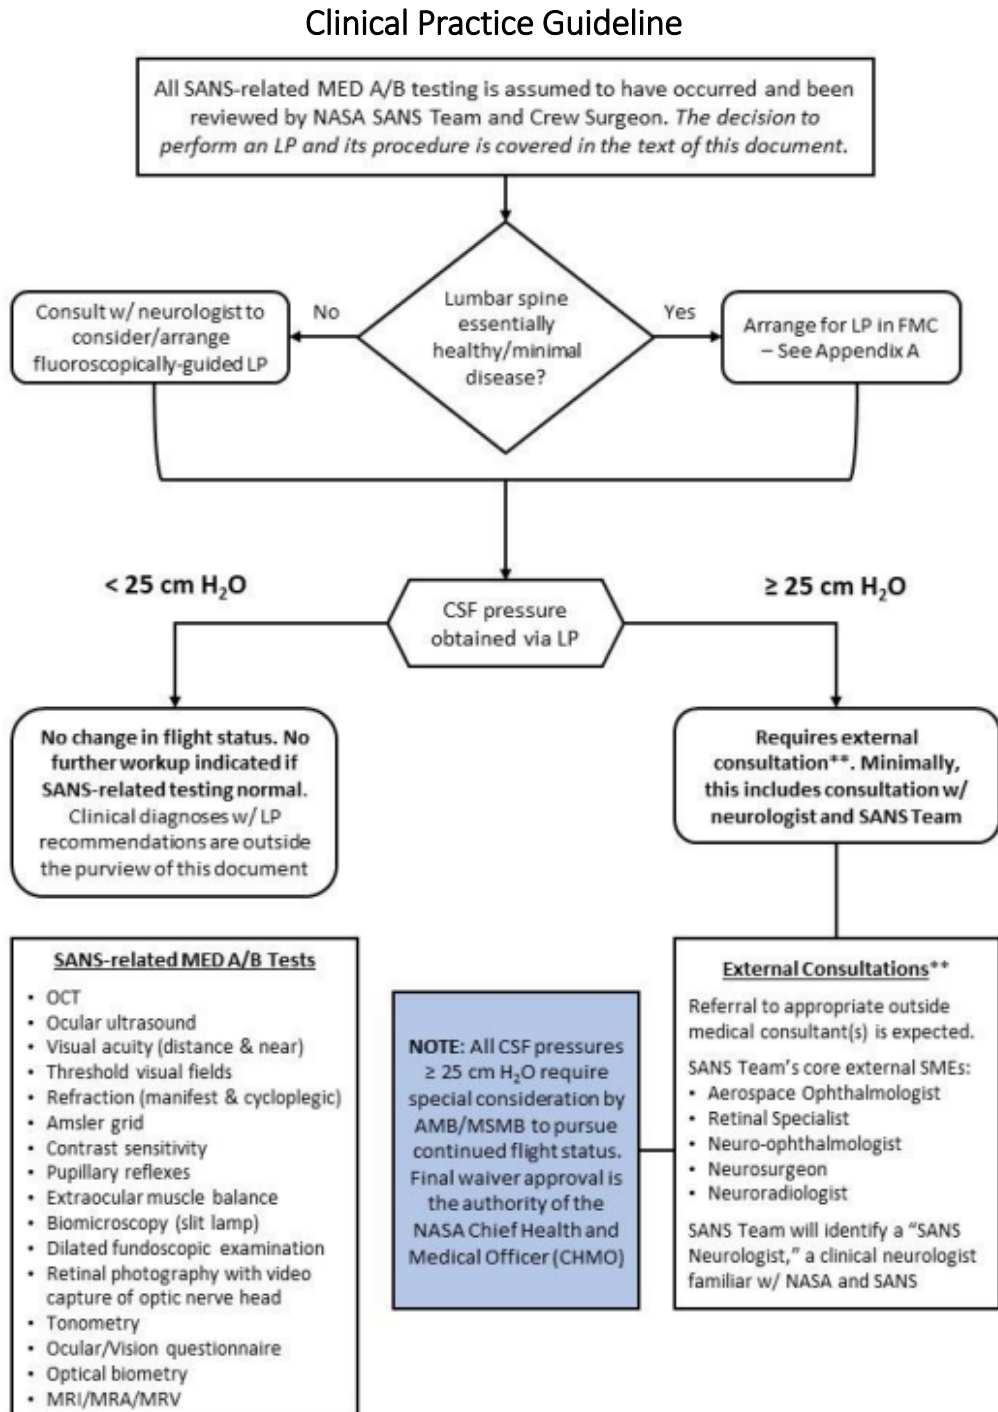 Clinical Practice Guideline
All SANS-related MED A/B testing is assumed to have occurred and been
reviewed by NASA SANS Team and Crew Surgeon. The decision to
perform an LP and its procedure is covered in the text of this document.
Lumbar spine
essentially
healthy/minimal
disease?
No
Yes
Consult w/ neurologist to
consider/arrange
fluoroscopically-guided LP
Arrange for LP in FMC
– See Appendix A
< 25 cm H₂O
≥ 25 cm H₂O
CSF pressure
obtained via LP
No change in flight status. No
further workup indicated if
SANS-related testing normal.
Clinical diagnoses w/ LP
recommendations are outside
the purview of this document
Requires external
consultation**. Minimally,
this includes consultation w/
neurologist and SANS Team
SANS-related MED A/B Tests
• OCT
• Ocular ultrasound
• Visual acuity (distance & near)
• Threshold visual fields
• Refraction (manifest & cycloplegic)
• Amsler grid
• Contrast sensitivity
• Pupillary reflexes
• Extraocular muscle balance
• Biomicroscopy (slit lamp)
• Dilated fundoscopic examination
• Retinal photography with video
capture of optic nerve head
• Tonometry
• Ocular/Vision questionnaire
• Optical biometry
• MRI/MRA/MRV
NOTE: All CSF pressures
≥ 25 cm H₂O require
special consideration by
AMB/MSMB to pursue
continued flight status.
Final waiver approval is
the authority of the
NASA Chief Health and
Medical Officer (CHMO)
External Consultations**
Referral to appropriate outside
medical consultant(s) is expected.
SANS Team's core external SMEs:
• Aerospace Ophthalmologist
• Retinal Specialist
• Neuro-ophthalmologist
• Neurosurgeon
• Neuroradiologist
SANS Team will identify a "SANS
Neurologist," a clinical neurologist
familiar w/ NASA and SANS